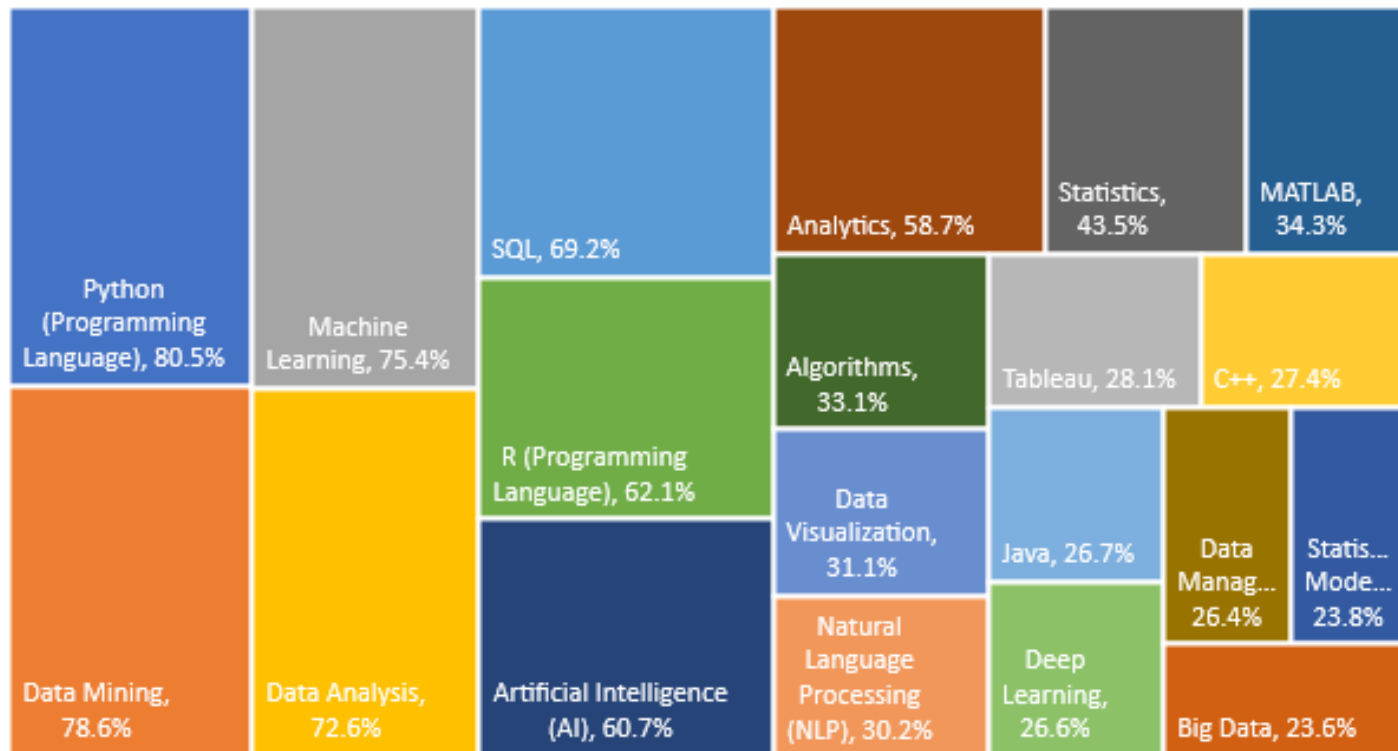 Python
(Programming
Language), 80.5%
Data Mining,
78.6%
Machine
Learning, 75.4%
Data Analysis,
72.6%
SQL, 69.2%
R (Programming
Language), 62.1%
Artificial Intelligence
(AI), 60.7%
Analytics, 58.7%
Statistics,
43.5%
MATLAB,
34.3%
Algorithms,
33.1%
Data
Visualization,
31.1%
Natural
Language
Processing
(NLP), 30.2%
Tableau, 28.1%
C++, 27.4%
Java, 26.7%
Deep
Learning,
26.6%
Data
Manag...
26.4%
Statis...
Mode...
23.8%
Big Data, 23.6%